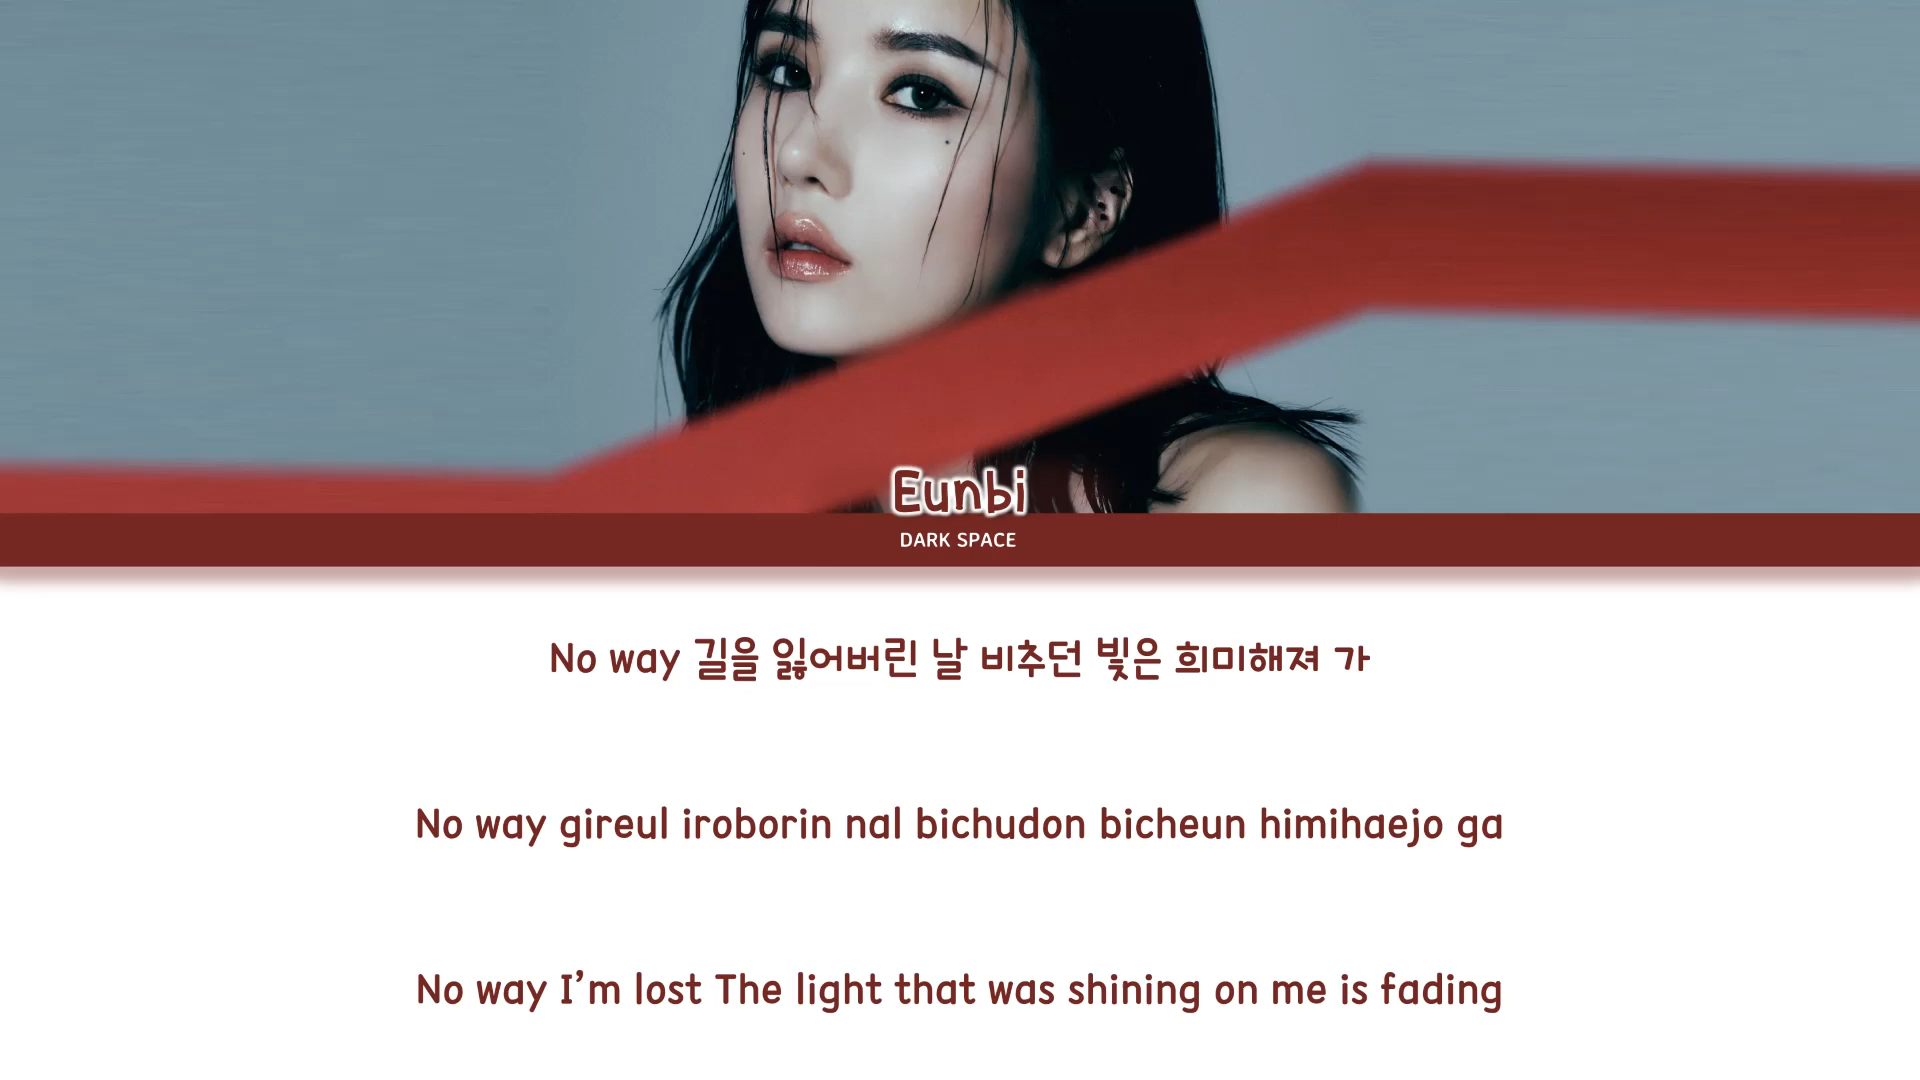 Eunbi
DARK SPACE
No way 길을 잃어버린 날 비추던 빛은 희미해져 가
No way gireul iroborin nal bichudon bicheun himihaejo ga
No way I’m lost The light that was shining on me is fading